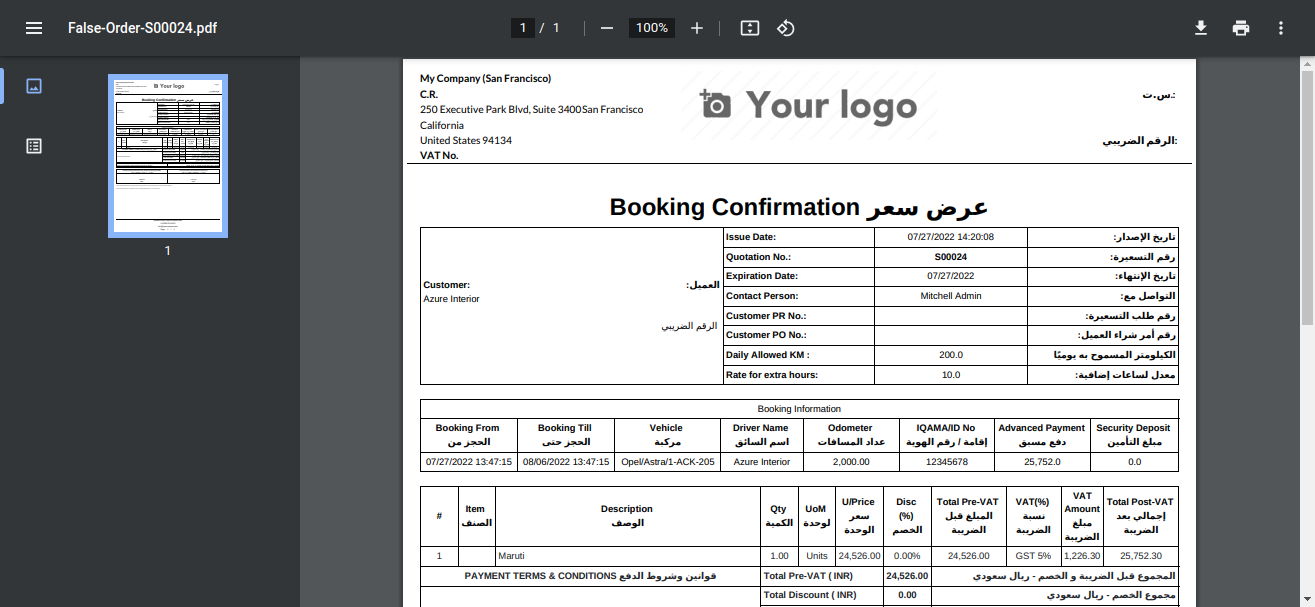 False-Order-S00024.pdf
1 / 1
100%
1
My Company (San Francisco)
C.R.
250 Executive Park Blvd, Suite 3400San Francisco
California
United States 94134
VAT No.
Your logo
س.ت.:
الرقم الضريبي:
Booking Confirmation عرض سعر
Customer: العميل:
Azure Interior
الرقم الضريبي
Issue Date: 07/27/2022 14:20:08 تاريخ الإصدار:
Quotation No.: S00024 رقم التسعيرة:
Expiration Date: 07/27/2022 تاريخ الإنتهاء:
Contact Person: Mitchell Admin التواصل مع:
Customer PR No.: رقم طلب التسعيرة:
Customer PO No.: رقم أمر شراء العميل:
Daily Allowed KM : 200.0 الكيلومتر المسموح به يوميًا
Rate for extra hours: 10.0 معدل لساعات إضافية:
Booking Information
Booking From Booking Till Vehicle Driver Name Odometer IQAMA/ID No Advanced Payment Security Deposit
الحجز من الحجز حتى مركبة اسم السائق عداد المسافات إقامة / رقم الهوية دفع مسبق مبلغ التأمين
07/27/2022 13:47:15 08/06/2022 13:47:15 Opel/Astra/1-ACK-205 Azure Interior 2,000.00 12345678 25,752.0 0.0
#
Item
الصنف
Description
الوصف
Qty
الكمية
UoM
لوحدة
U/Price
سعر
الوحدة
Disc
(%)
الخصم
Total Pre-VAT
المبلغ قبل
الضريبة
VAT(%)
نسبة
الضريبة
VAT
Amount
مبلغ
الضريبة
Total Post-VAT
إجمالي بعد
الضريبة
1 Maruti 1.00 Units 24,526.00 0.00% 24,526.00 GST 5% 1,226.30 25,752.30
PAYMENT TERMS & CONDITIONS قوانين وشروط الدفع
Total Pre-VAT ( INR) 24,526.00 المجموع قبل الضريبة و الخصم - ريال سعودي
Total Discount ( INR) 0.00 مجموع الخصم - ريال سعودي